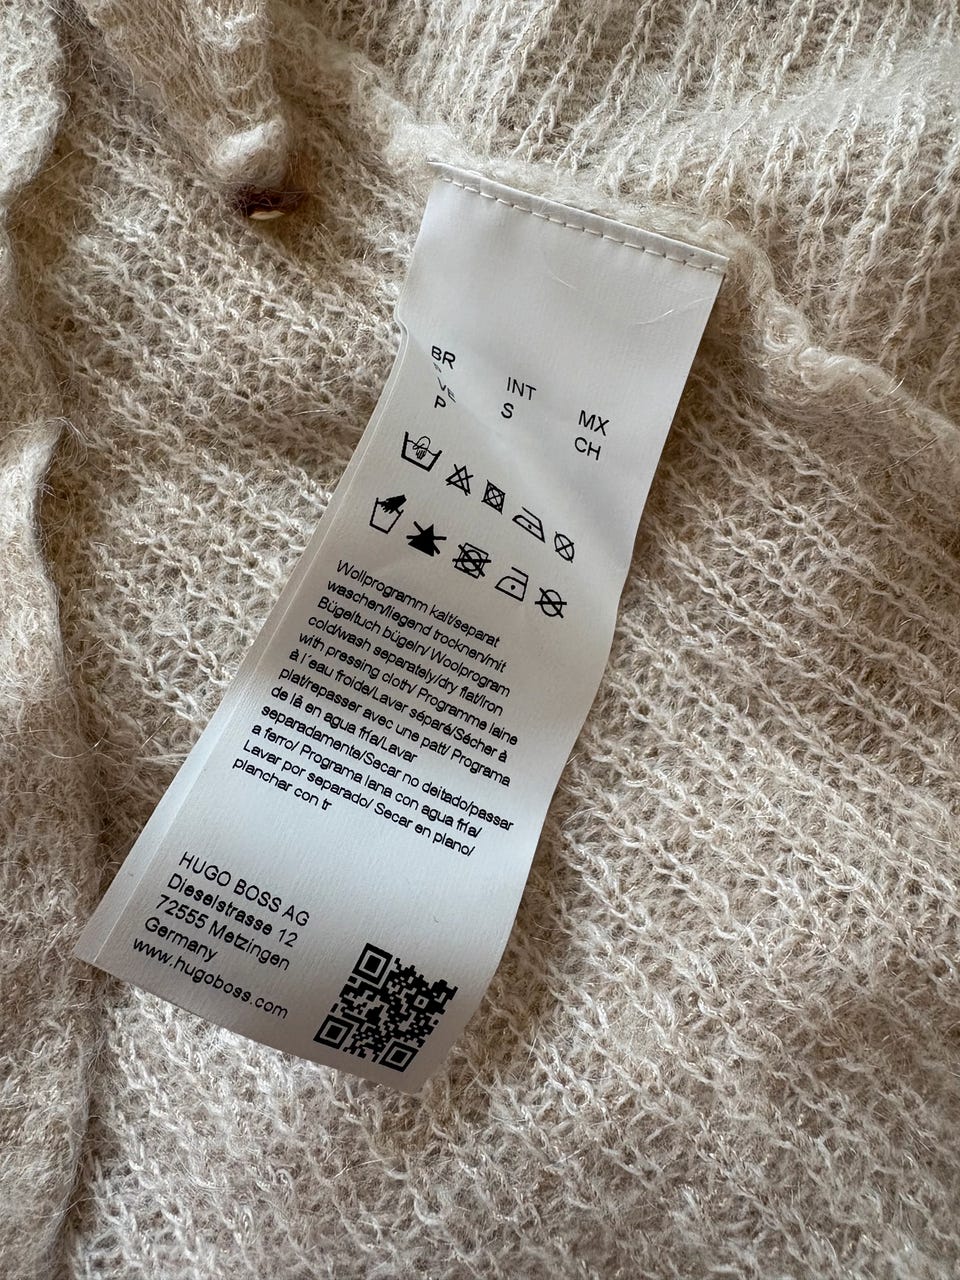 BR INT MX
P S CH
Wollprogramm kalt/separat
waschen/liegend trocknen/mit
Bügeltuch bügeln/ Woolprogram
cold/wash separately/dry flat/iron
with pressing cloth/ Programme laine
à l´eau froide/Laver séparé/Sécher à
plat/repasser avec une patt/ Programa
de lã en agua fría/Lavar
separadamente/Secar no deitado/passar
a ferro/ Programa lana con agua fría/
Lavar por separado/ Secar en plano/
planchar con tr
HUGO BOSS AG
Dieselstrasse 12
72555 Metzingen
Germany
www.hugoboss.com